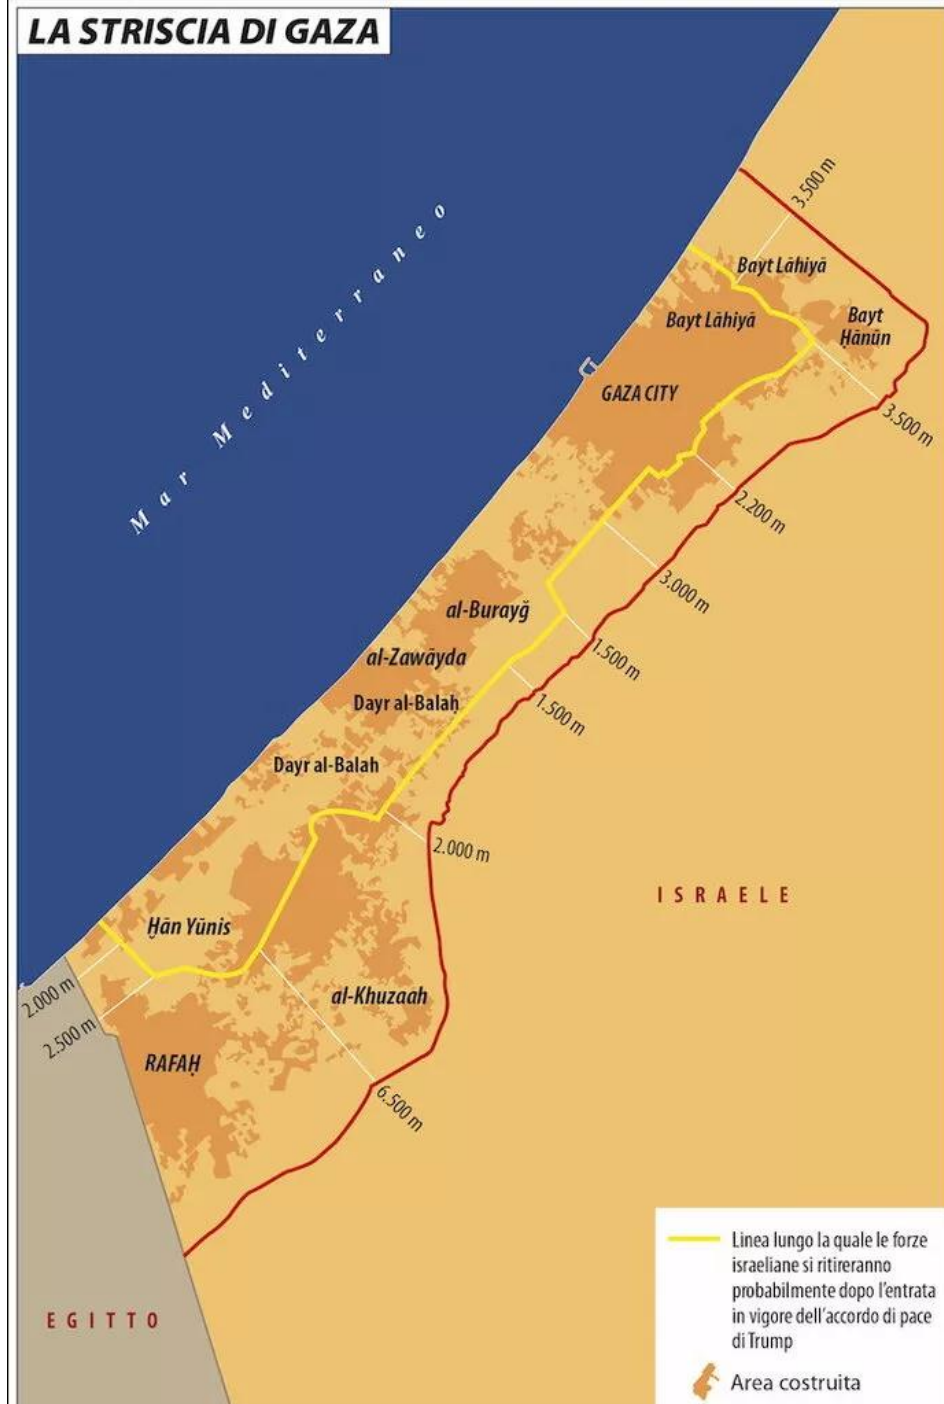 LA STRISCIA DI GAZA
Mar Mediterraneo
3.500 m
Bayt Lāhiyā
Bayt Lāhiyā
Bayt
Ḥānūn
GAZA CITY
3.500 m
2.200 m
3.000 m
al-Burayğ
1.500 m
al-Zawāyda
Dayr al-Balaḥ
1.500 m
Dayr al-Balah
2.000 m
ISRAELE
Ḫān Yūnis
2.000 m
al-Khuzaah
2.500 m
RAFAḤ
6.500 m
EGITTO
Linea lungo la quale le forze
israeliane si ritireranno
probabilmente dopo l'entrata
in vigore dell'accordo di pace
di Trump
Area costruita